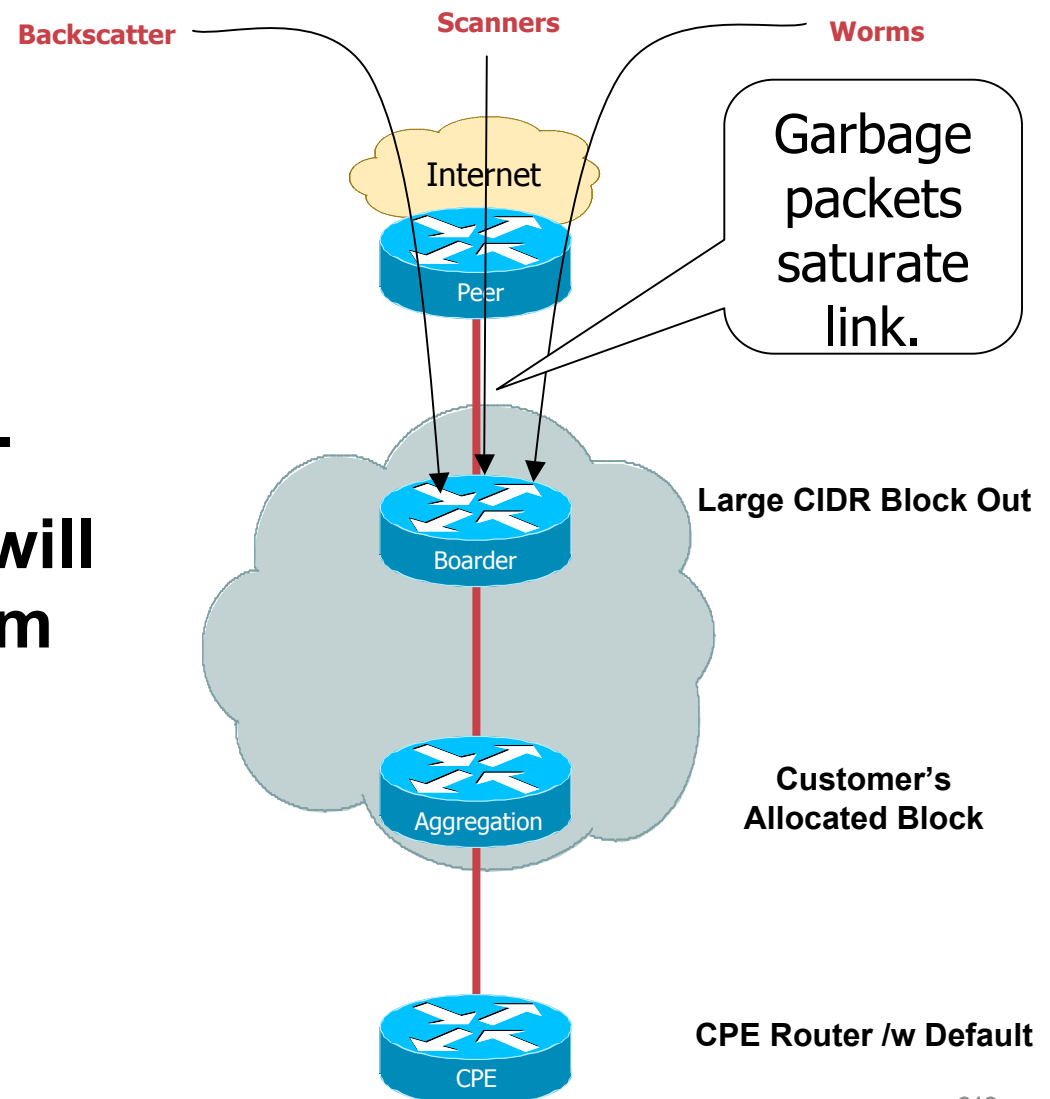 Backscatter
Scanners
Worms
Garbage
packets
saturate
link.
Internet
Peer
will
Large CIDR Block Out
Boarder
Customer's
Allocated Block
Aggregation
CPE Router /w Default
CPE